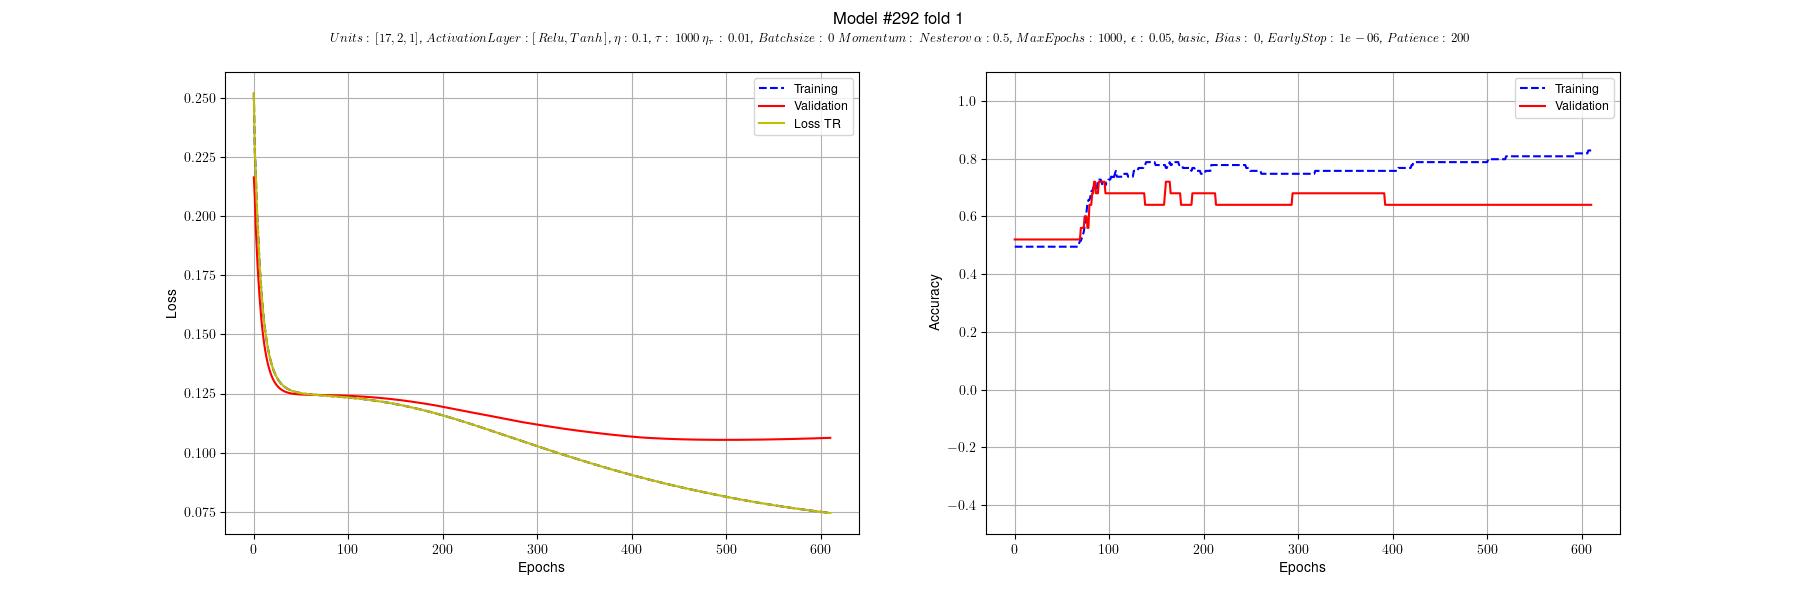 Model #292 fold 1
Units : [17, 2, 1], ActivationLayer : [Relu, Tanh], η : 0.1, τ : 1000 ητ : 0.01, Batchsize : 0 Momentum : Nesterov α : 0.5, MaxEpochs : 1000, ϵ : 0.05, basic, Bias : 0, EarlyStop : 1e − 06, Patience : 200
Training
Validation
Loss TR
0.250
0.225
0.200
0.175
0.150
0.125
0.100
0.075
Loss
0 100 200 300 400 500 600
Epochs
Training
Validation
1.0
0.8
0.6
0.4
0.2
0.0
−0.2
−0.4
Accuracy
0 100 200 300 400 500 600
Epochs